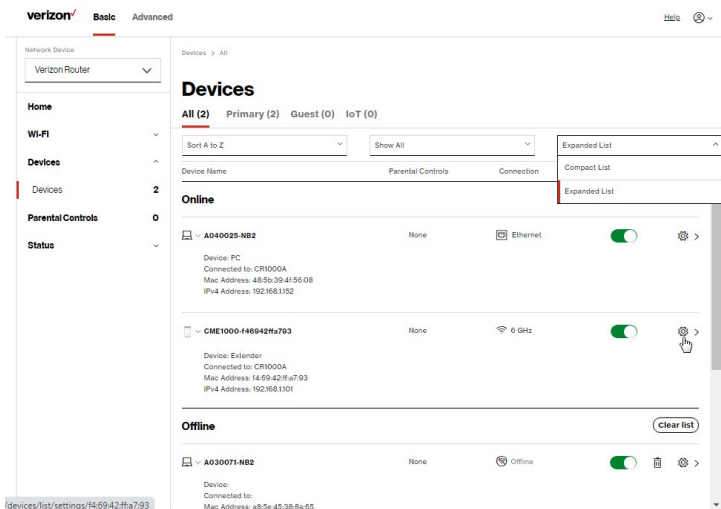 verizon✓ Basic Advanced Help
Network Device
Verizon Router
Home
Wi-Fi
Devices
Devices 2
Parental Controls 0
Status
Devices > All
Devices
All (2) Primary (2) Guest (0) IoT (0)
Sort A to Z Show All Expanded List
Compact List
Expanded List
Device Name Parental Controls Connection
Online
A040025-NB2 None Ethernet
Device: PC
Connected to: CR1000A
Mac Address: 48:5b:39:4f:56:08
IPv4 Address: 192.168.1.152
CME1000-f46942ffa793 None 6 GHz
Device: Extender
Connected to: CR1000A
Mac Address: f4:69:42:ff:a7:93
IPv4 Address: 192.168.1.101
Offline Clear list
A030071-NB2 None Offline
Device:
Connected to:
Mac Address: a8:5e:45:38:8a:65
/devices/list/settings/f4:69:42:ff:a7:93